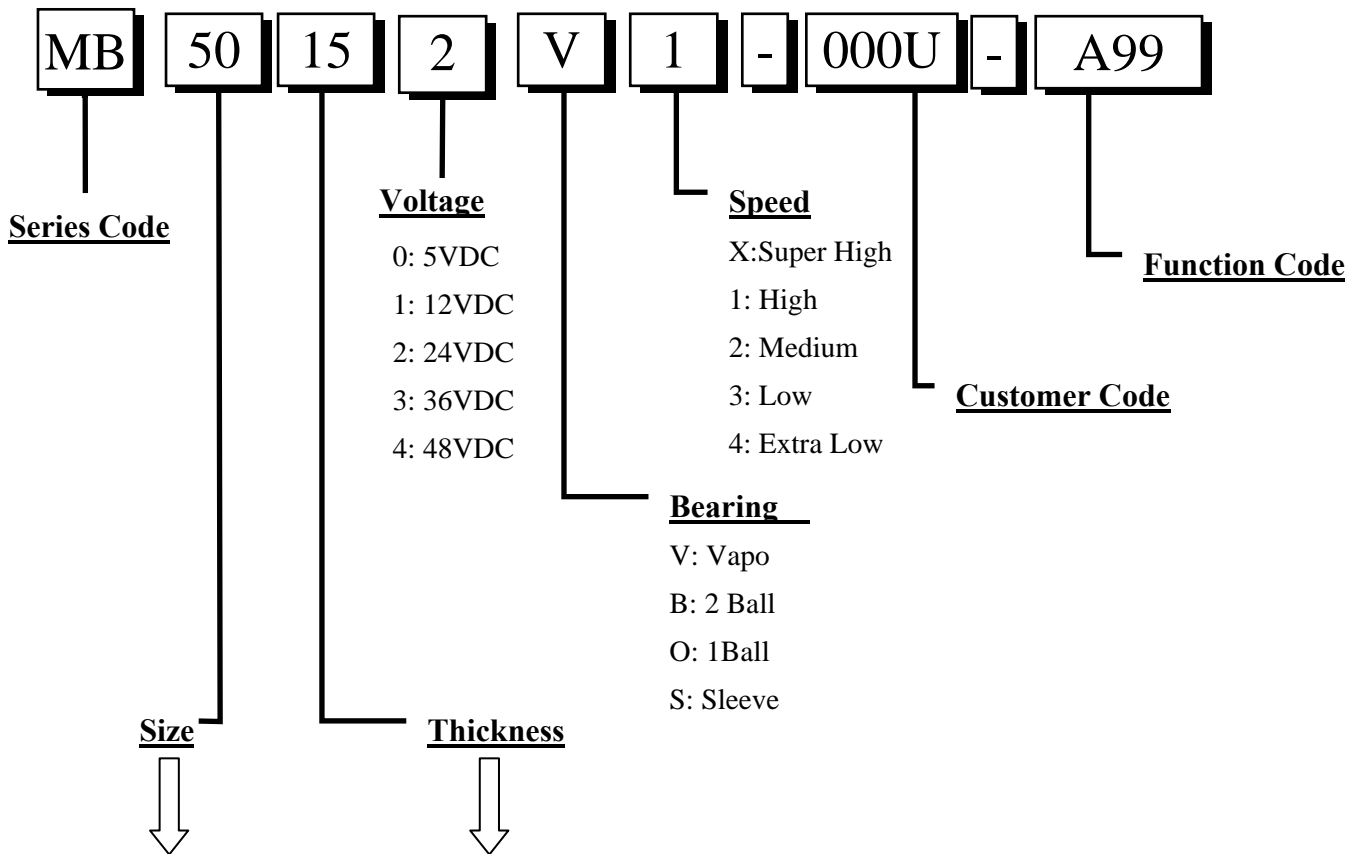 MB 50 15 2 V 1 - 000U - A99
Series Code
Voltage
0: 5VDC
1: 12VDC
2: 24VDC
3: 36VDC
4: 48VDC
Speed
X:Super High
1: High
2: Medium
3: Low
4: Extra Low
Function Code
Customer Code
Bearing
V: Vapo
B: 2 Ball
O: 1Ball
S: Sleeve
Size
Thickness